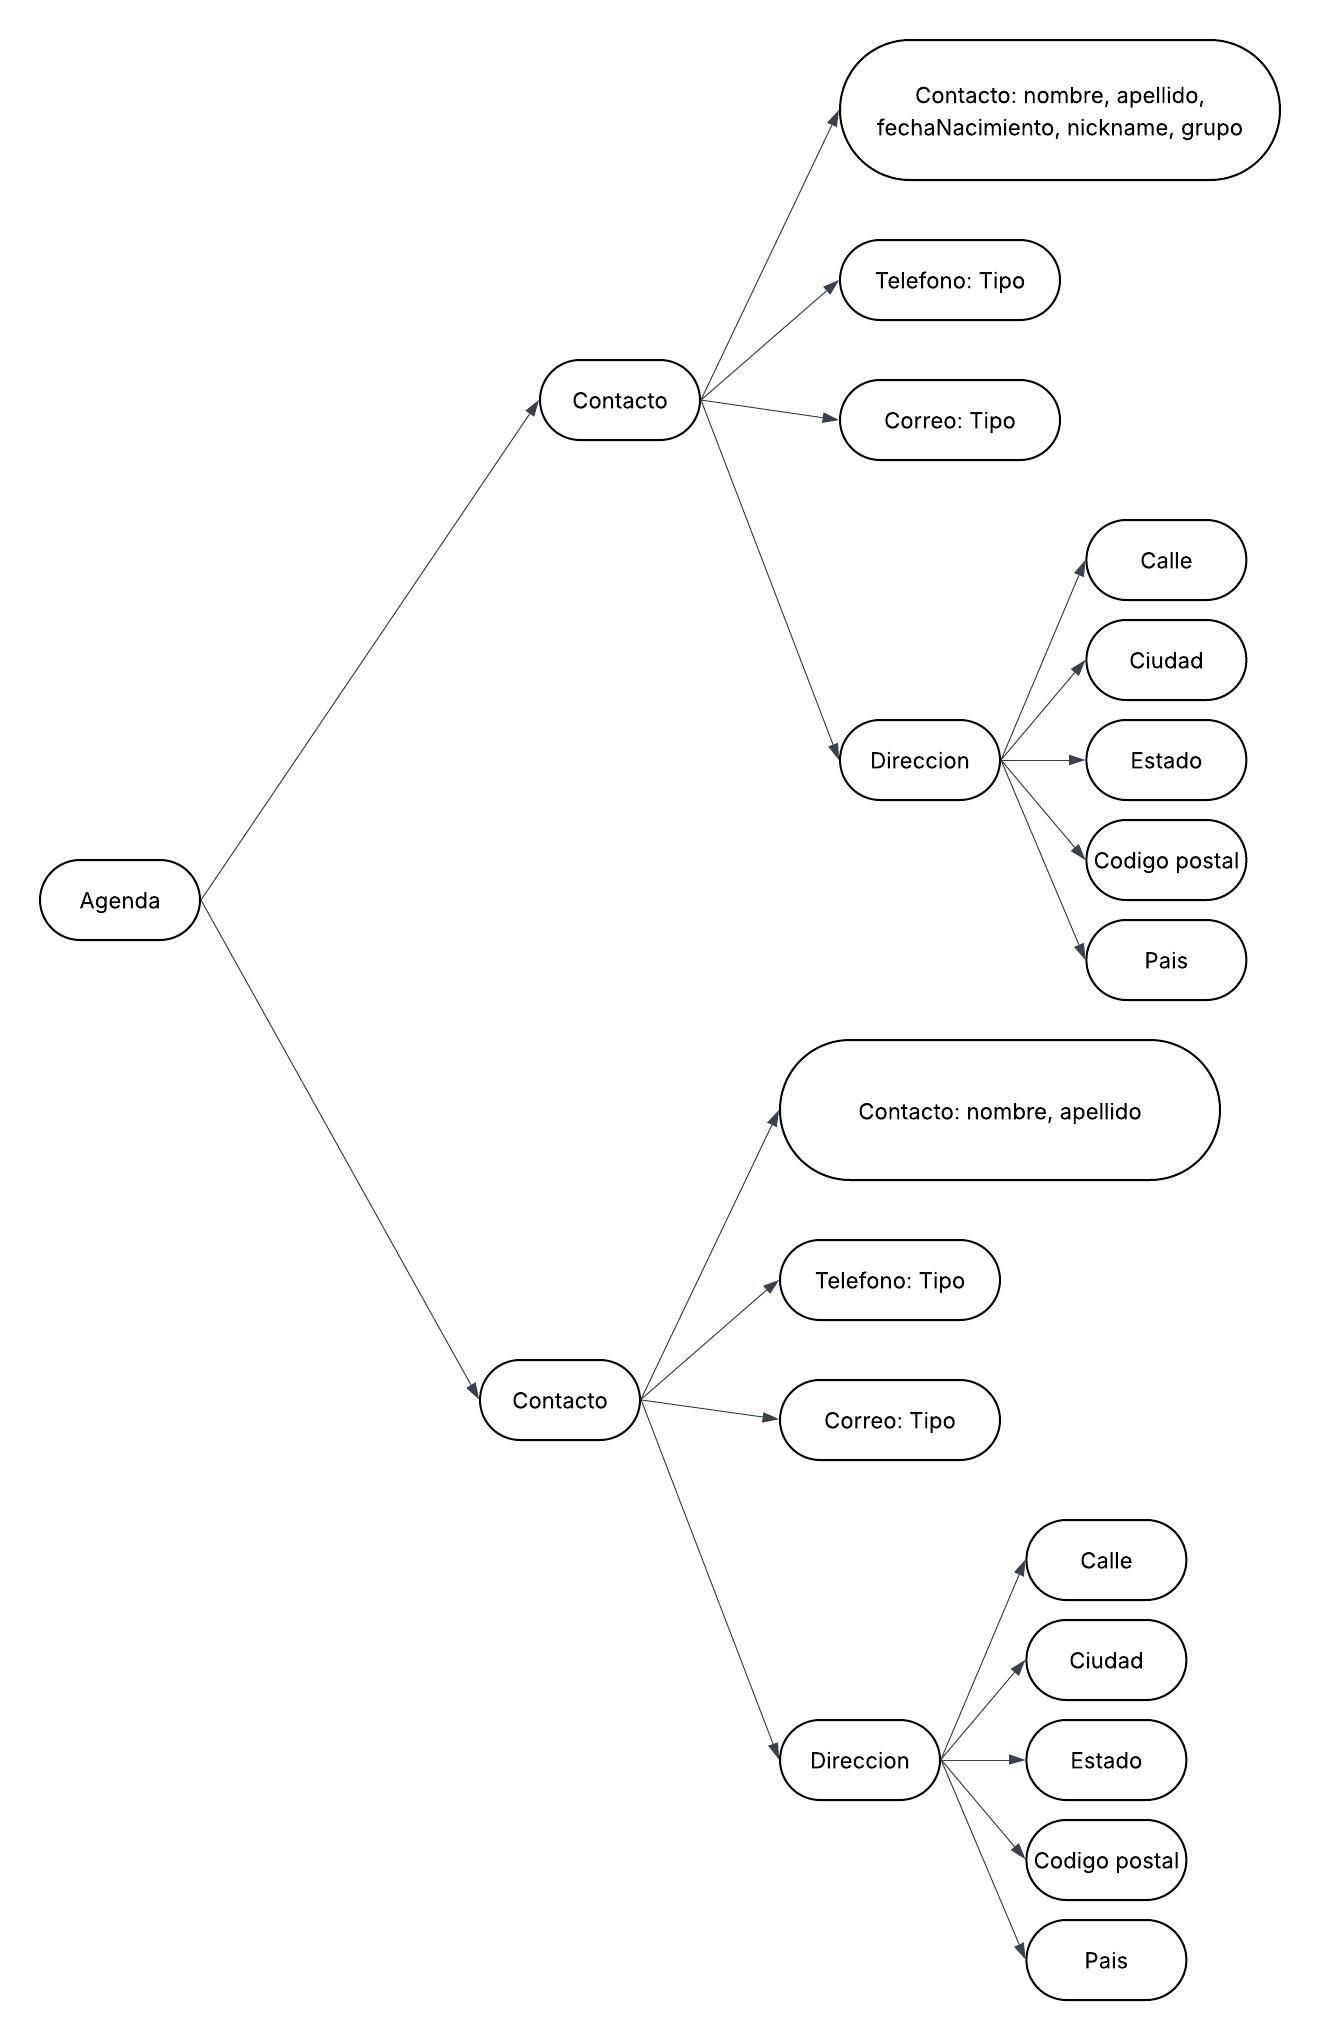 Contacto: nombre, apellido,
fechaNacimiento, nickname, grupo
Telefono: Tipo
Contacto
Correo: Tipo
Calle
Ciudad
Direccion
Estado
Codigo postal
Agenda
Pais
Contacto: nombre, apellido
Telefono: Tipo
Contacto
Correo: Tipo
Calle
Ciudad
Direccion
Estado
Codigo postal
Pais